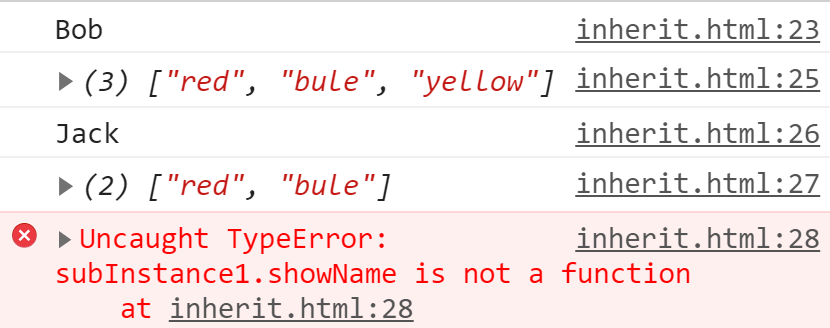 Bob inherit.html:23
(3) ["red", "bule", "yellow"] inherit.html:25
Jack inherit.html:26
(2) ["red", "bule"] inherit.html:27
Uncaught TypeError: inherit.html:28
subInstance1.showName is not a function
at inherit.html:28